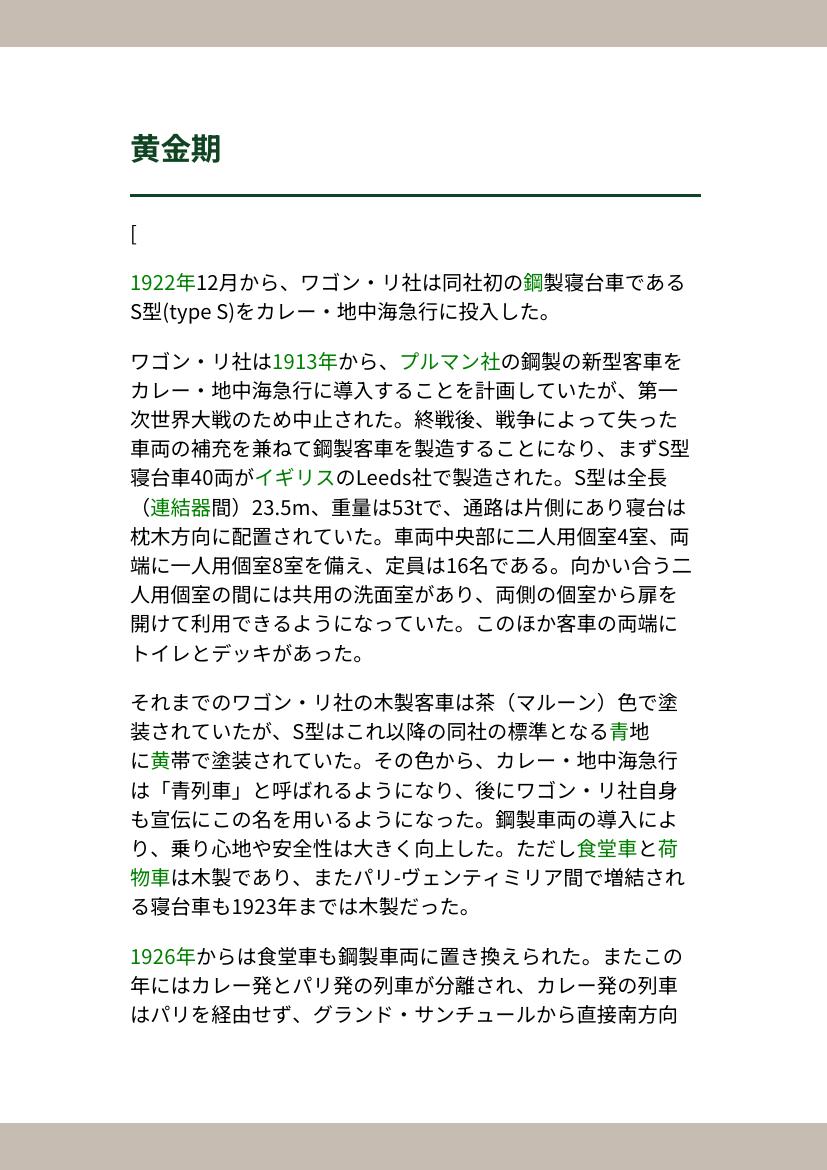 黄金期
[
1922年12月から、ワゴン・リ社は同社初の鋼製寝台車である
S型(type S)をカレー・地中海急行に投入した。
ワゴン・リ社は1913年から、プルマン社の鋼製の新型客車を
カレー・地中海急行に導入することを計画していたが、第一
次世界大戦のため中止された。終戦後、戦争によって失った
車両の補充を兼ねて鋼製客車を製造することになり、まずS型
寝台車40両がイギリスのLeeds社で製造された。S型は全長
（連結器間）23.5m、重量は53tで、通路は片側にあり寝台は
枕木方向に配置されていた。車両中央部に二人用個室4室、両
端に一人用個室8室を備え、定員は16名である。向かい合う二
人用個室の間には共用の洗面室があり、両側の個室から扉を
開けて利用できるようになっていた。このほか客車の両端に
トイレとデッキがあった。
それまでのワゴン・リ社の木製客車は茶（マルーン）色で塗
装されていたが、S型はこれ以降の同社の標準となる青地
に黄帯で塗装されていた。その色から、カレー・地中海急行
は「青列車」と呼ばれるようになり、後にワゴン・リ社自身
も宣伝にこの名を用いるようになった。鋼製車両の導入によ
り、乗り心地や安全性は大きく向上した。ただし食堂車と荷
物車は木製であり、またパリ-ヴェンティミリア間で増結され
る寝台車も1923年までは木製だった。
1926年からは食堂車も鋼製車両に置き換えられた。またこの
年にはカレー発とパリ発の列車が分離され、カレー発の列車
はパリを経由せず、グランド・サンチュールから直接南方向